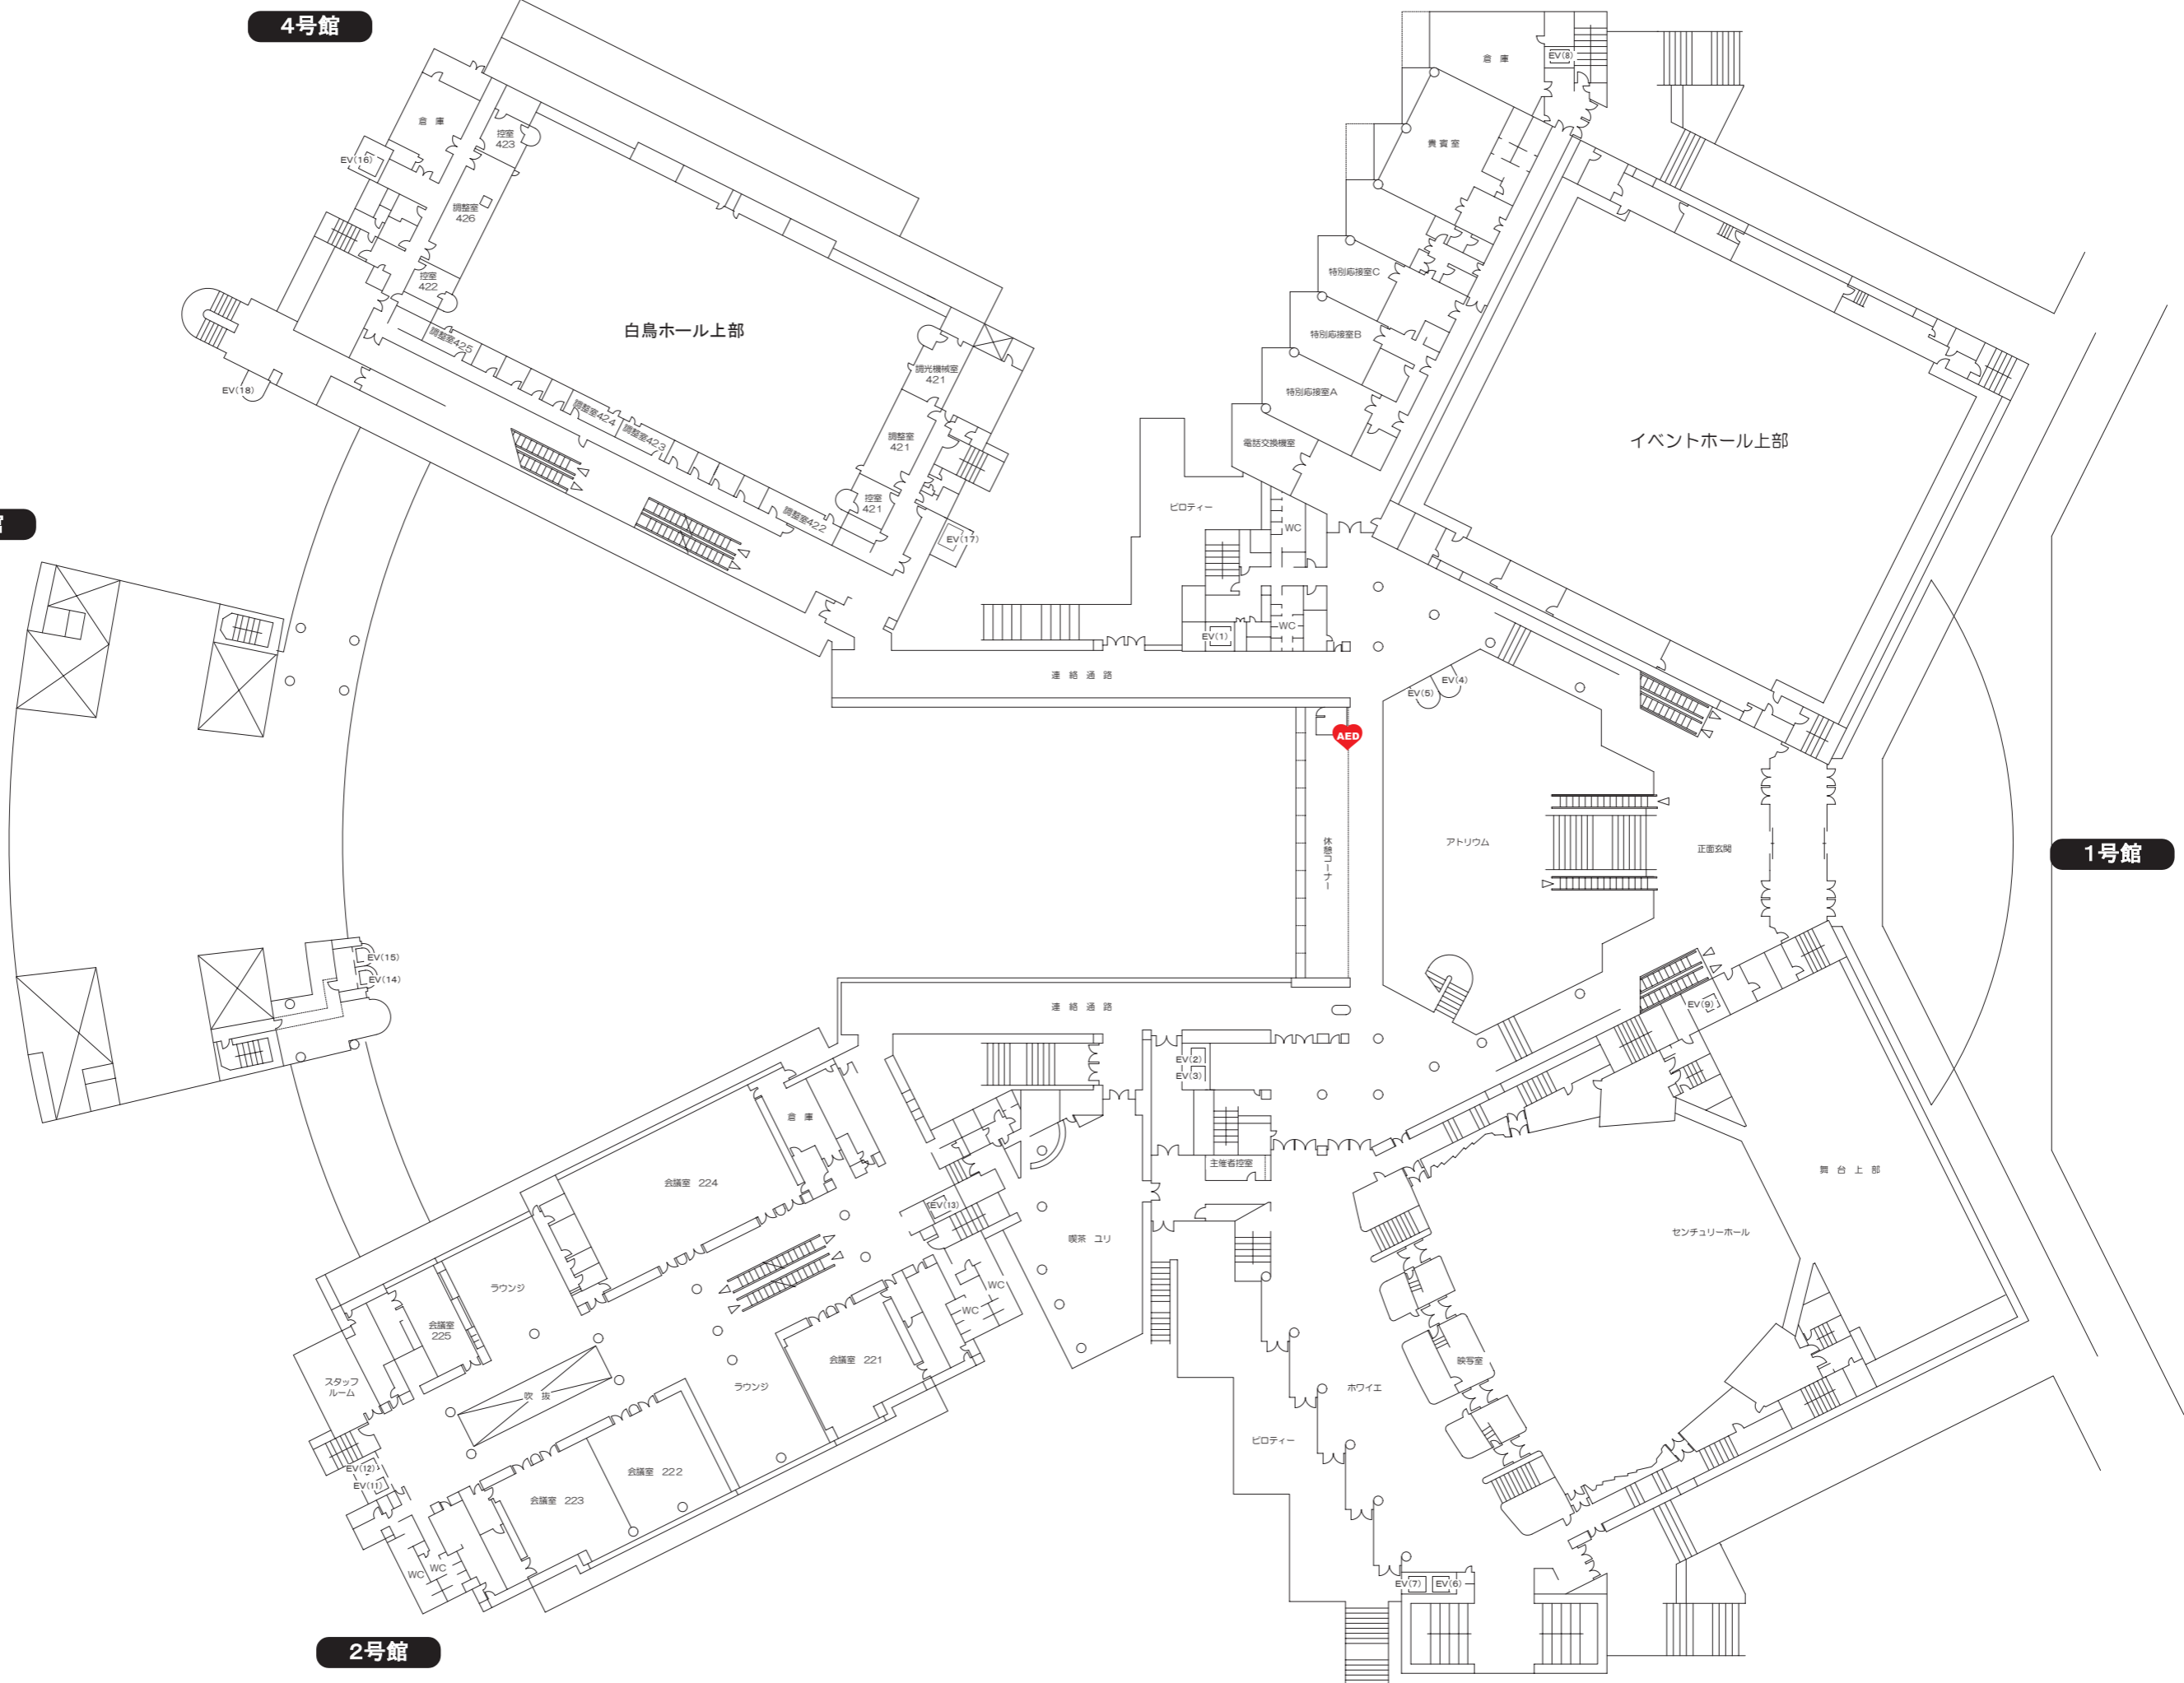 4号館
倉庫
EV(8)
倉庫
控室
423
貴賓室
EV(16)
調整室
426
控室
422
特別応接室C
白鳥ホール上部
調整室425
特別応接室B
調光機械室
421
EV(18)
特別応接室A
調整室424
調整室423
調整室
421
電話交換機室
イベントホール上部
控室
421
調整室422
ピロティー
WC
館
EV(17)
EV(1)
WC
連絡通路
EV(5)
EV(4)
AED
休憩コーナー
アトリウム
正面玄関
1号館
EV(15)
EV(14)
連絡通路
EV(9)
EV(2)
EV(3)
倉庫
主催者控室
舞台上部
会議室 224
EV(13)
喫茶 ユリ
センチュリーホール
ラウンジ
WC
WC
会議室
225
会議室 221
映写室
スタッフ
ルーム
吹抜
ラウンジ
ホワイエ
ピロティー
EV(12)
EV(11)
会議室 222
会議室 223
WC
WC
EV(7)
EV(6)
2号館